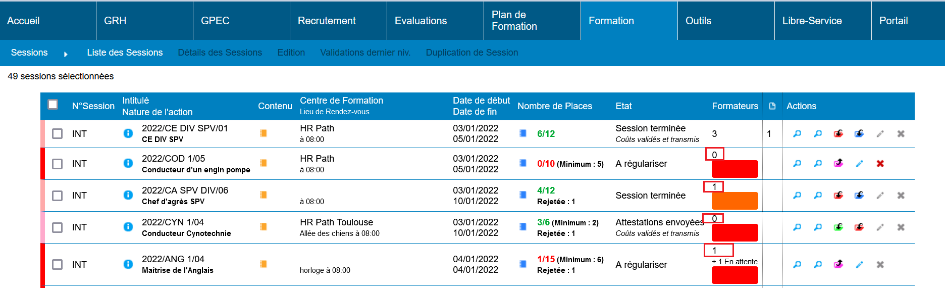 Accueil
GRH
GPEC
Recrutement
Evaluations
Plan de
Formation
Formation
Outils
Libre-Service
Portail
Sessions
Liste des Sessions
Détails des Sessions
Edition
Validations dernier niv.
Duplication de Session
49 sessions sélectionnées
N°Session
Intitulé
Nature de l'action
Contenu
Centre de Formation
Lieu de Rendez-vous
Date de début
Date de fin
Nombre de Places
Etat
Formateurs
Actions
INT
2022/CE DIV SPV/01
CE DIV SPV
HR Path
à 08:00
03/01/2022
05/01/2022
6/12
Session terminée
Coûts validés et transmis
3
1
INT
2022/COD 1/05
Conducteur d'un engin pompe
HR Path
à 08:00
03/01/2022
05/01/2022
0/10 (Minimum : 5)
A régulariser
0
INT
2022/CA SPV DIV/06
Chef d'agrès SPV
à 08:00
03/01/2022
10/01/2022
4/12
Rejetée : 1
Session terminée
1
INT
2022/CYN 1/04
Conducteur Cynotechnie
HR Path Toulouse
Allée des chiens à 08:00
03/01/2022
10/01/2022
3/6 (Minimum : 2)
Rejetée : 1
Attestations envoyées
Coûts validés et transmis
0
INT
2022/ANG 1/04
Maitrise de l'Anglais
horloge à 08:00
04/01/2022
04/01/2022
1/15 (Minimum : 6)
Rejetée : 1
A régulariser
1
+ 1 En attente